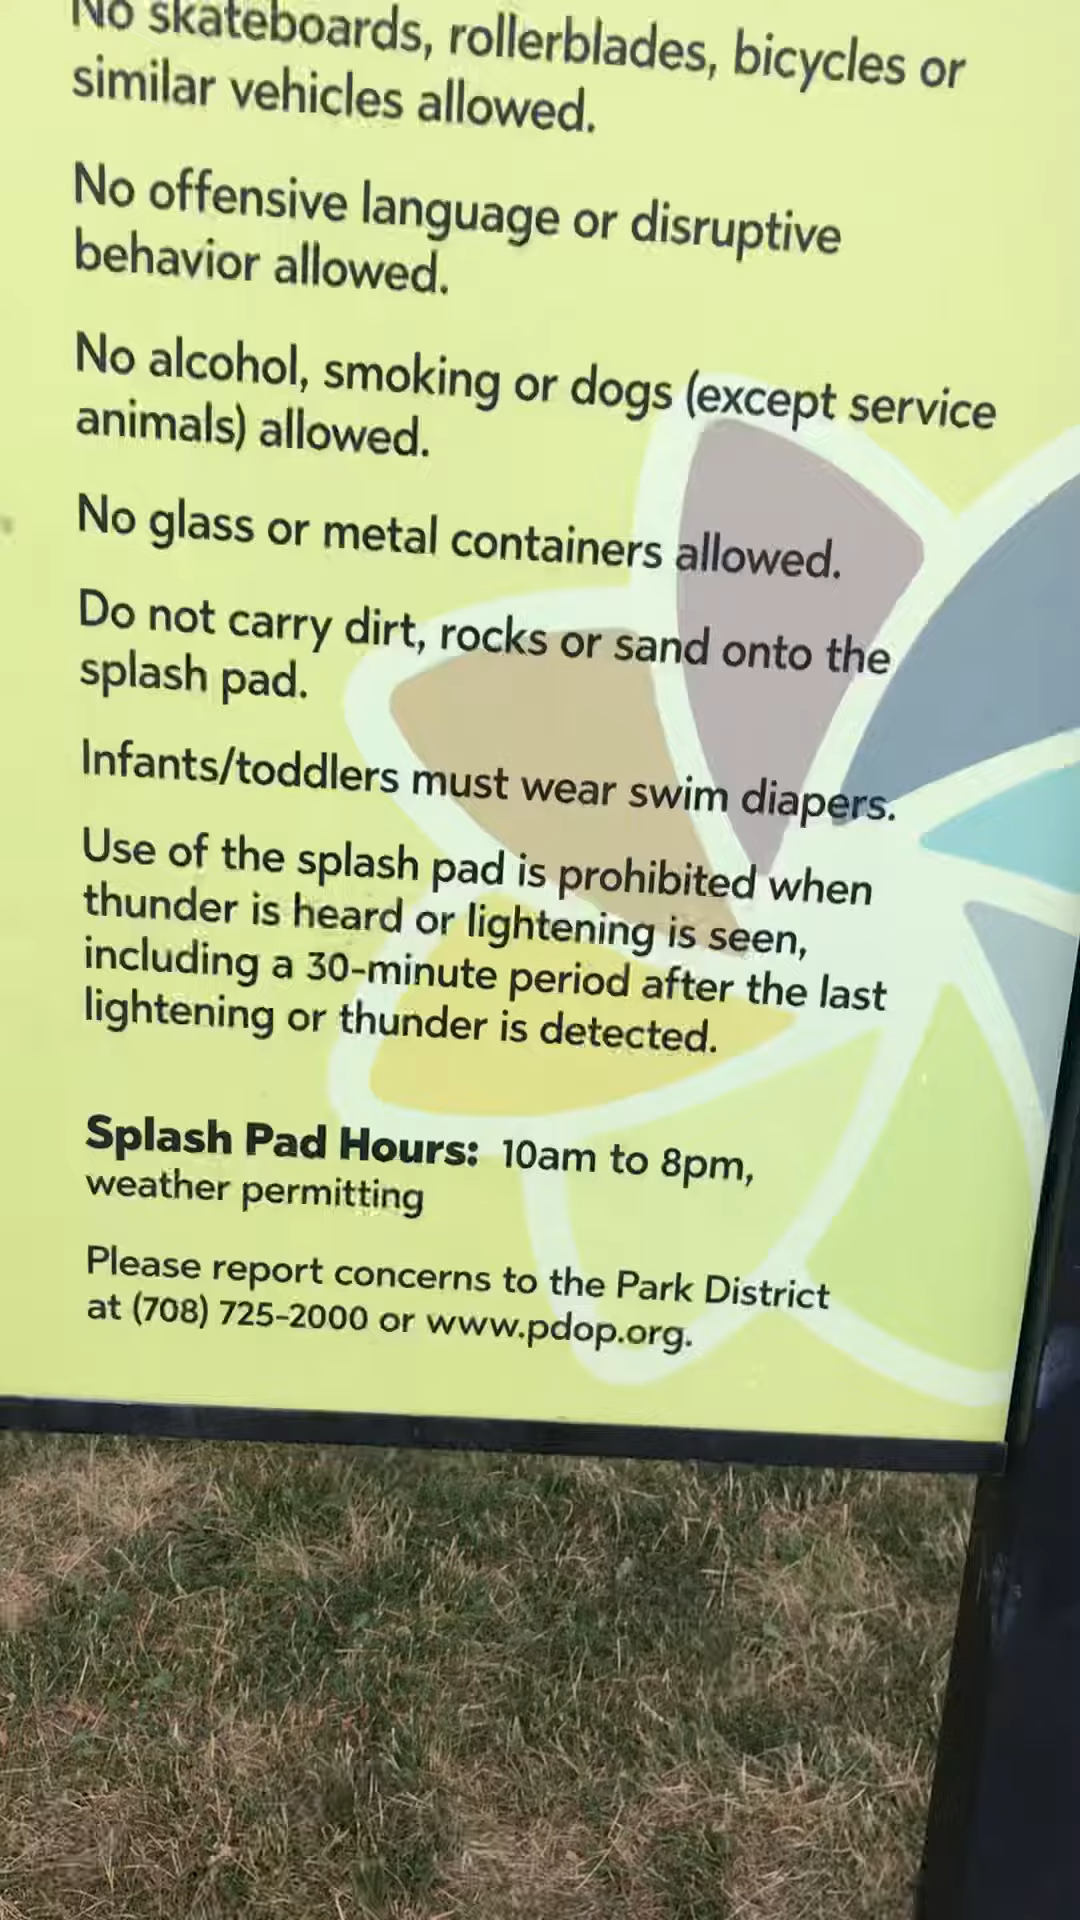 No skateboards, rollerblades, bicycles or
similar vehicles allowed.
No offensive language or disruptive
behavior allowed.
No alcohol, smoking or dogs (except service
animals) allowed.
No glass or metal containers allowed.
Do not carry dirt, rocks or sand onto the
splash pad.
Infants/toddlers must wear swim diapers.
Use of the splash pad is prohibited when
thunder is heard or lightening is seen,
including a 30-minute period after the last
lightening or thunder is detected.
Splash Pad Hours: 10am to 8pm,
weather permitting
Please report concerns to the Park District
at (708) 725-2000 or www.pdop.org.